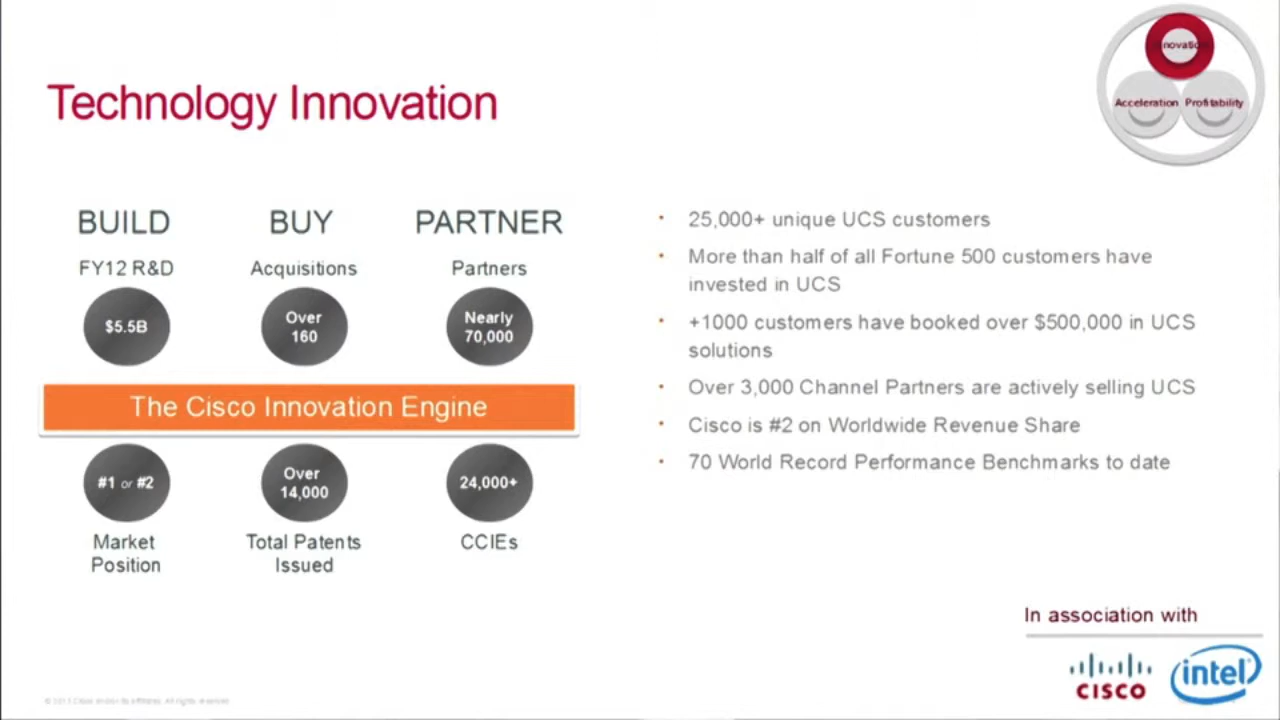 Technology Innovation
Acceleration Profitability
BUILD BUY PARTNER
FY12 R&D Acquisitions Partners
$5.5B
Over
160
Nearly
70,000
The Cisco Innovation Engine
#1 or #2
Over
14,000
24,000+
Market
Position
Total Patents
Issued
CCIEs
• 25,000+ unique UCS customers
• More than half of all Fortune 500 customers have
invested in UCS
• +1000 customers have booked over $500,000 in UCS
solutions
• Over 3,000 Channel Partners are actively selling UCS
• Cisco is #2 on Worldwide Revenue Share
• 70 World Record Performance Benchmarks to date
In association with
CISCO
intel